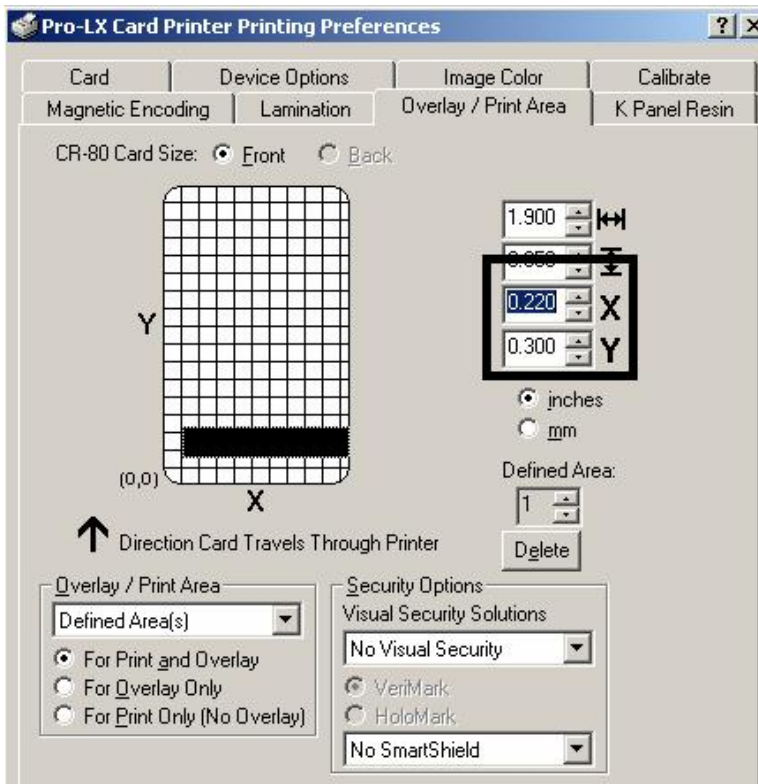 Pro-LX Card Printer Printing Preferences
Card Device Options Image Color Calibrate
Magnetic Encoding Lamination Overlay / Print Area K Panel Resin
CR-80 Card Size: Front Back
1.900
0.220 X
Y 0.300 Y
inches
mm
(0,0)
X
Defined Area:
1
Direction Card Travels Through Printer
Delete
Overlay / Print Area
Defined Area(s)
For Print and Overlay
For Overlay Only
For Print Only (No Overlay)
Security Options
Visual Security Solutions
No Visual Security
VeriMark
HoloMark
No SmartShield